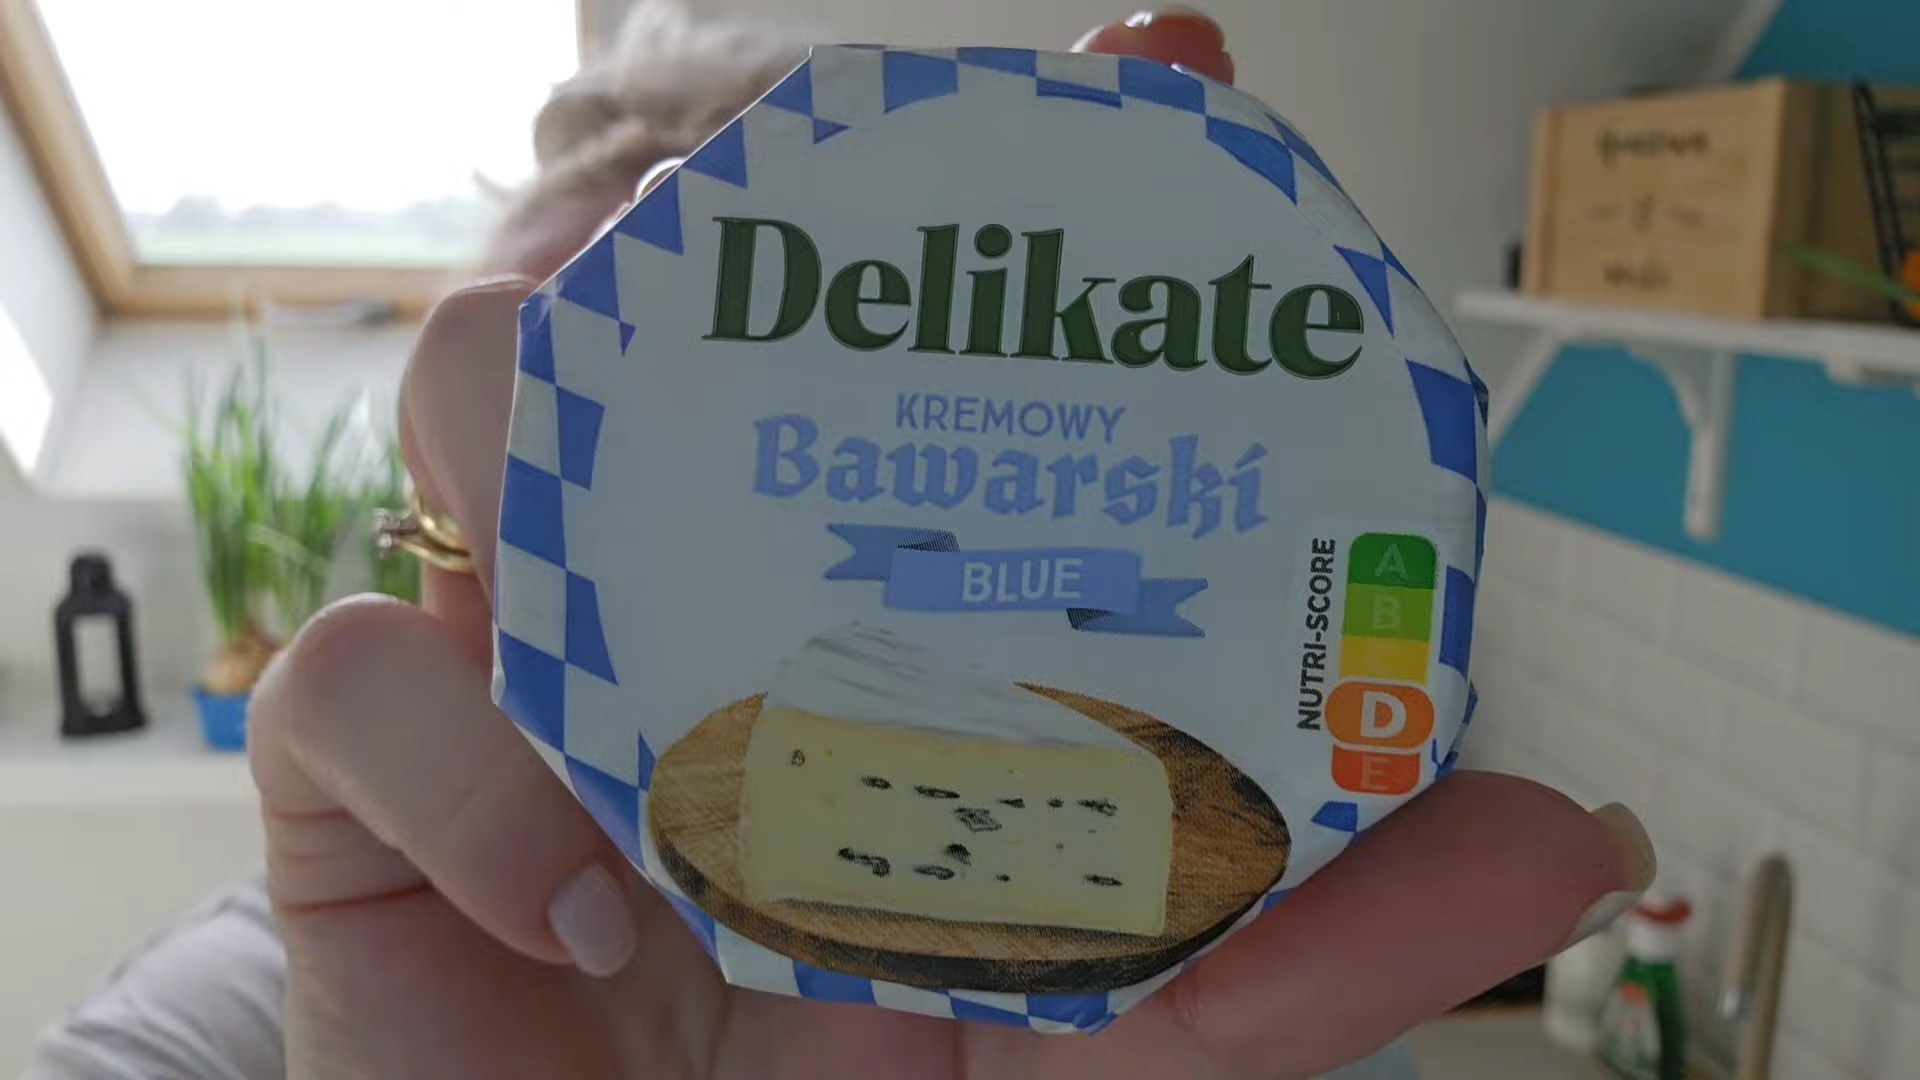 Delikate
KREMOWY
Bawarski
BLUE
NUTRI-SCORE
A
B
C
D
E